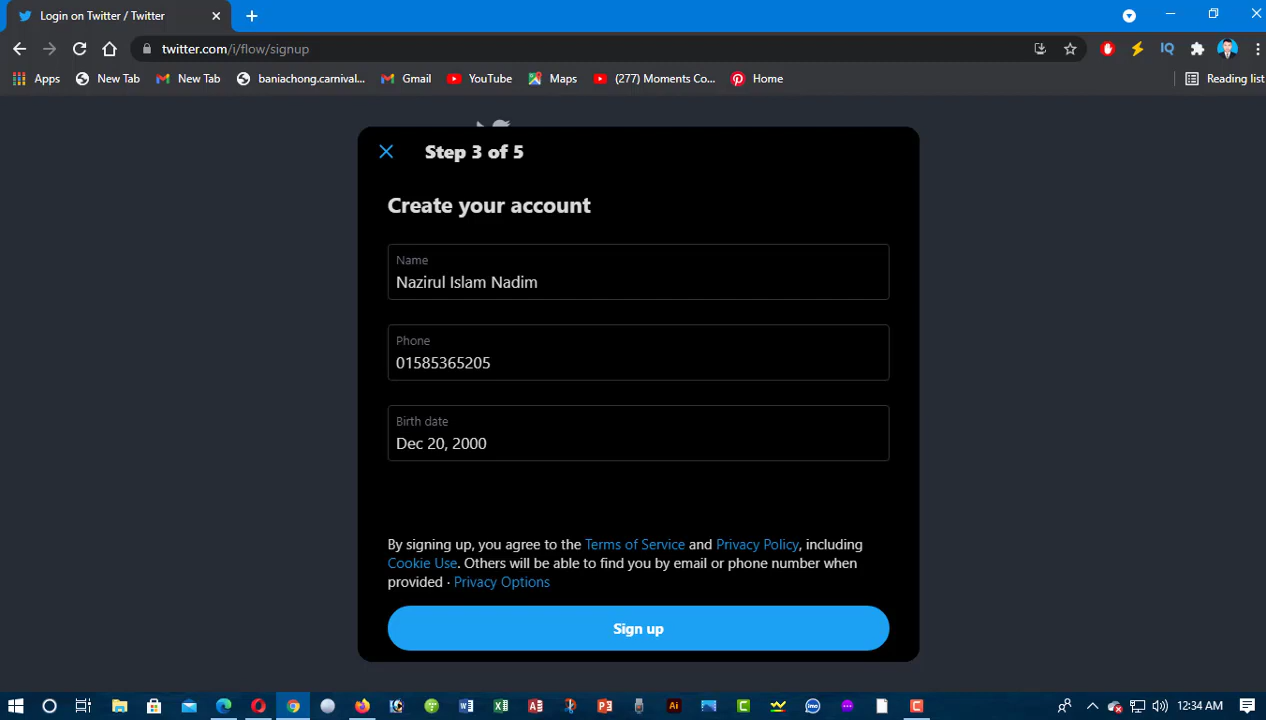 Login on Twitter / Twitter
twitter.com/i/flow/signup
Apps
New Tab
New Tab
baniachong.carnival...
Gmail
YouTube
Maps
(277) Moments Co...
Home
Reading list
IQ
Step 3 of 5
Create your account
Name
Nazirul Islam Nadim
Phone
01585365205
Birth date
Dec 20, 2000
By signing up, you agree to the Terms of Service and Privacy Policy, including
Cookie Use. Others will be able to find you by email or phone number when
provided · Privacy Options
Sign up
12:34 AM